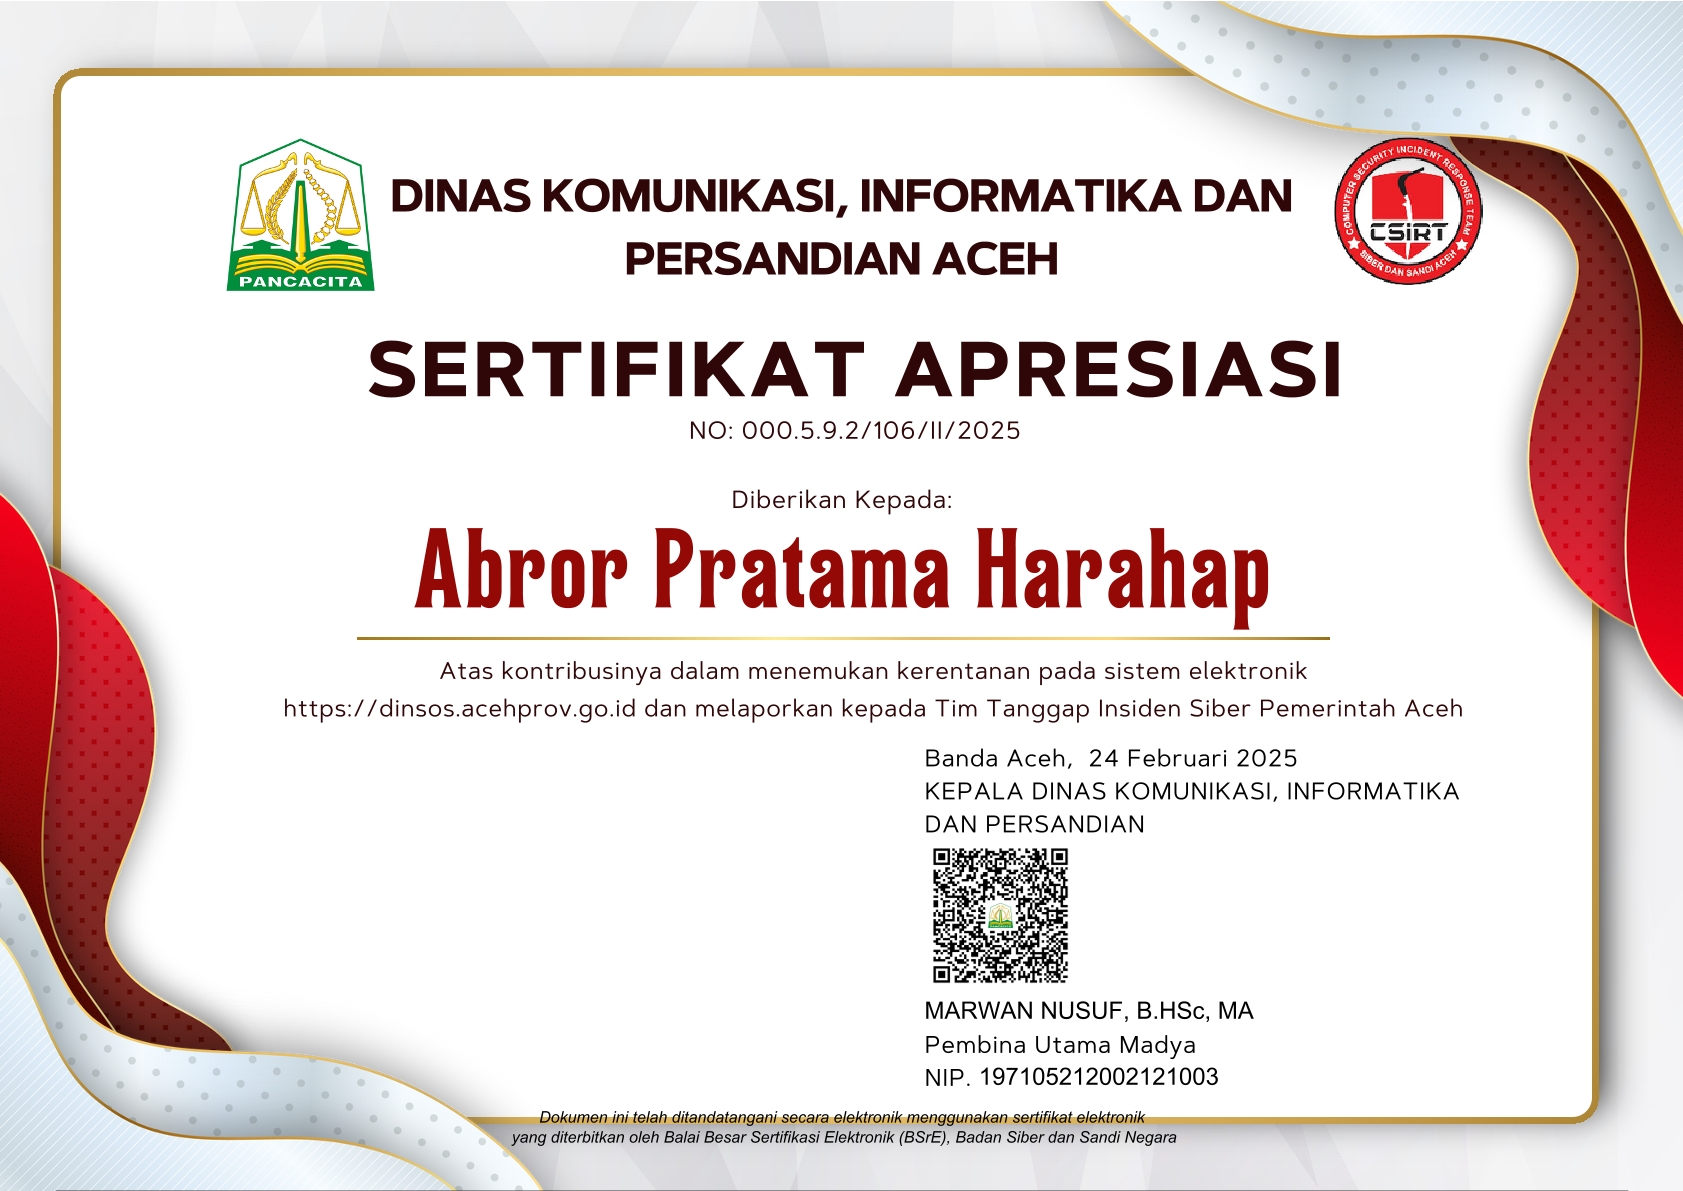 DINAS KOMUNIKASI, INFORMATIKA DAN
PERSANDIAN ACEH
PANCACITA
COMPUTER SECURITY INCIDENT RESPONSE TEAM
CSIRT
SIBER DAN SANDI ACEH
SERTIFIKAT APRESIASI
NO: 000.5.9.2/106/II/2025
Diberikan Kepada:
Abror Pratama Harahap
Atas kontribusinya dalam menemukan kerentanan pada sistem elektronik
https://dinsos.acehprov.go.id dan melaporkan kepada Tim Tanggap Insiden Siber Pemerintah Aceh
Banda Aceh,  24 Februari 2025
KEPALA DINAS KOMUNIKASI, INFORMATIKA
DAN PERSANDIAN
MARWAN NUSUF, B.HSc, MA
Pembina Utama Madya
NIP. 197105212002121003
Dokumen ini telah ditandatangani secara elektronik menggunakan sertifikat elektronik
yang diterbitkan oleh Balai Besar Sertifikasi Elektronik (BSrE), Badan Siber dan Sandi Negara